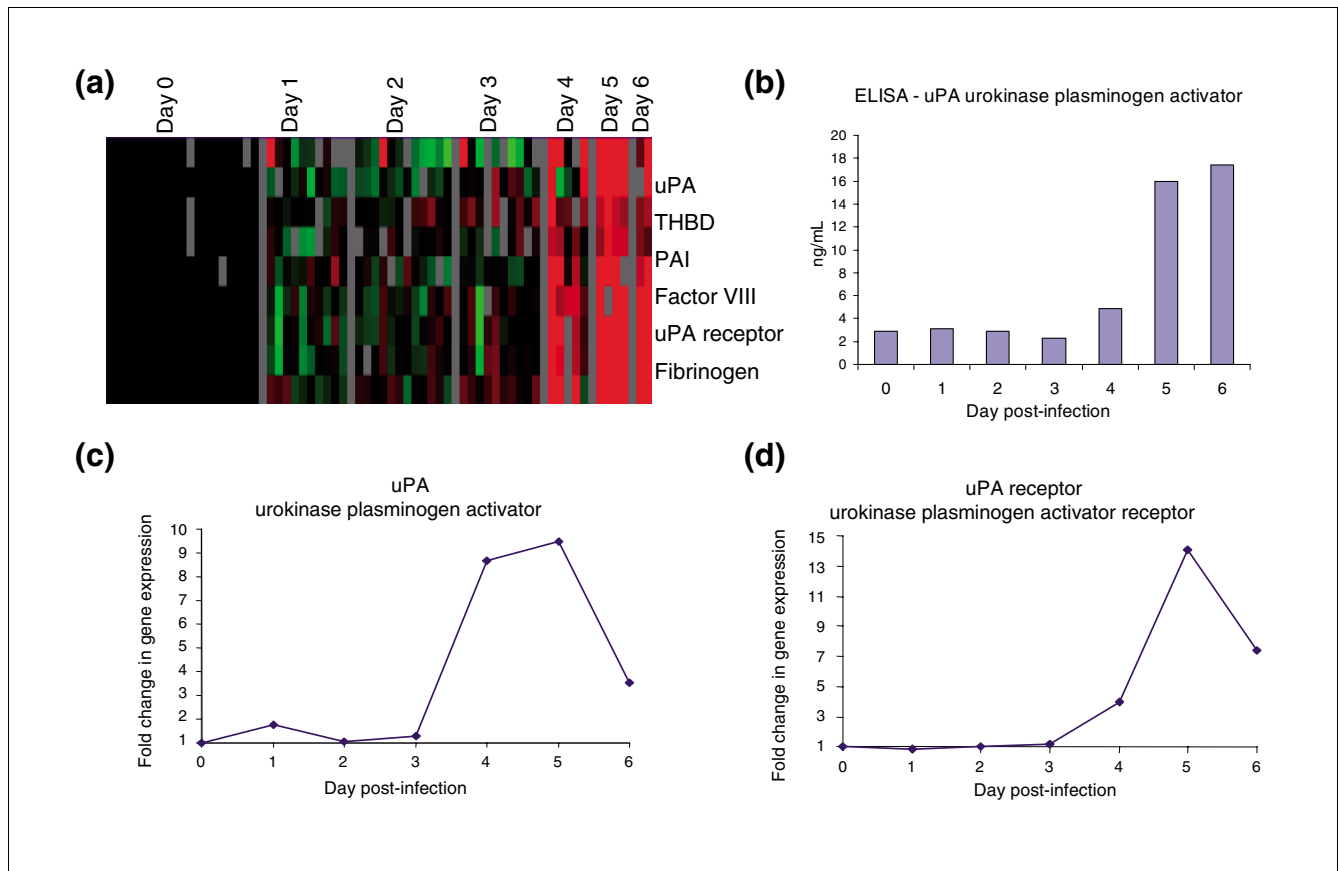 (a)
Day 0
Day 1
Day 2
Day 3
Day 4
Day 5
Day 6
uPA
THBD
PAI
Factor VIII
uPA receptor
Fibrinogen
(b)
ELISA - uPA urokinase plasminogen activator
ng/mL
20
18
16
14
12
10
8
6
4
2
0
0 1 2 3 4 5 6
Day post-infection
(c)
uPA
urokinase plasminogen activator
Fold change in gene expression
10
9
8
7
6
5
4
3
2
1
0 1 2 3 4 5 6
Day post-infection
(d)
uPA receptor
urokinase plasminogen activator receptor
Fold change in gene expression
15
13
11
9
7
5
3
1
0 1 2 3 4 5 6
Day post-infection